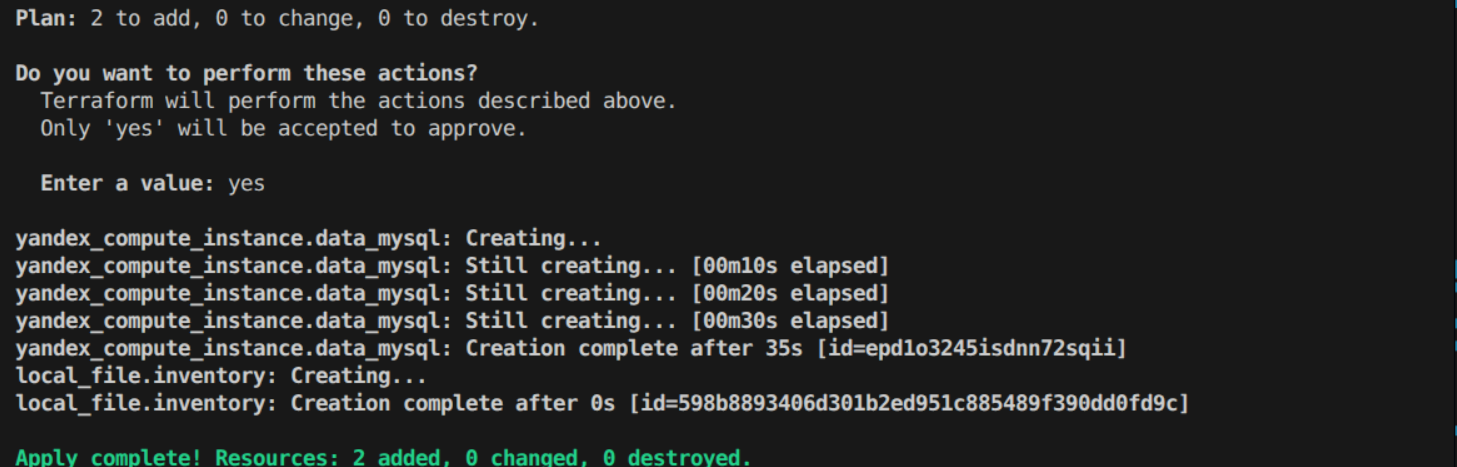 Plan: 2 to add, 0 to change, 0 to destroy.
Do you want to perform these actions?
Terraform will perform the actions described above.
Only 'yes' will be accepted to approve.
Enter a value: yes
yandex_compute_instance.data_mysql: Creating...
yandex_compute_instance.data_mysql: Still creating... [00m10s elapsed]
yandex_compute_instance.data_mysql: Still creating... [00m20s elapsed]
yandex_compute_instance.data_mysql: Still creating... [00m30s elapsed]
yandex_compute_instance.data_mysql: Creation complete after 35s [id=epd1o3245isdnn72sqii]
local_file.inventory: Creating...
local_file.inventory: Creation complete after 0s [id=598b8893406d301b2ed951c885489f390dd0fd9c]
Apply complete! Resources: 2 added, 0 changed, 0 destroyed.